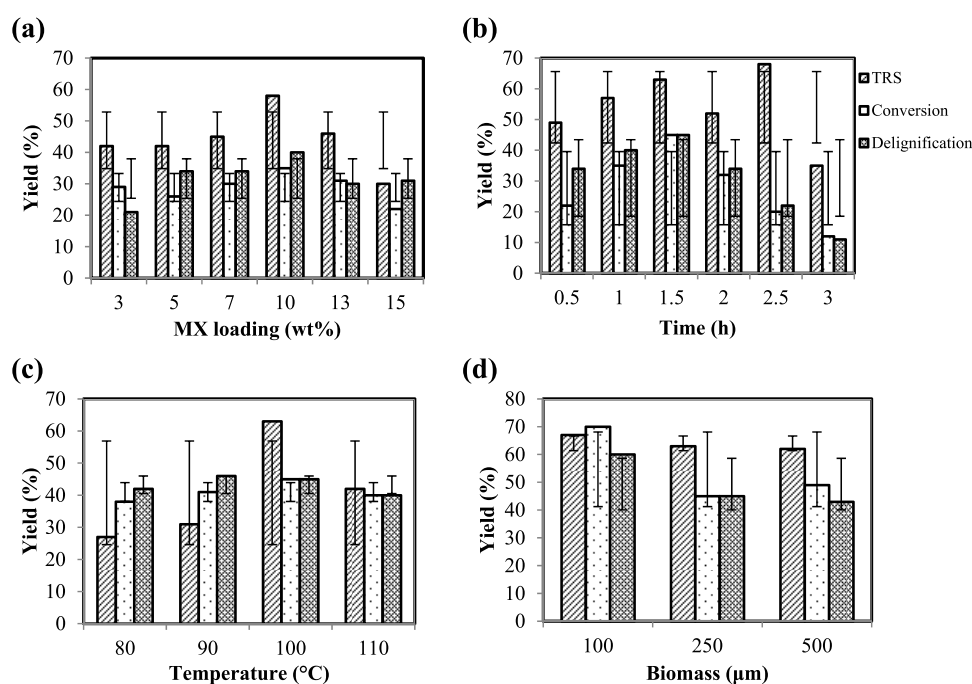 (a)
70
60
50
40
30
20
10
0
Yield (%)
3 5 7 10 13 15
MX loading (wt%)
(b)
70
60
50
40
30
20
10
0
Yield (%)
0.5 1 1.5 2 2.5 3
Time (h)
TRS
Conversion
Delignification
(c)
70
60
50
40
30
20
10
0
Yield (%)
80 90 100 110
Temperature (°C)
(d)
80
70
60
50
40
30
20
10
0
Yield (%)
100 250 500
Biomass (µm)